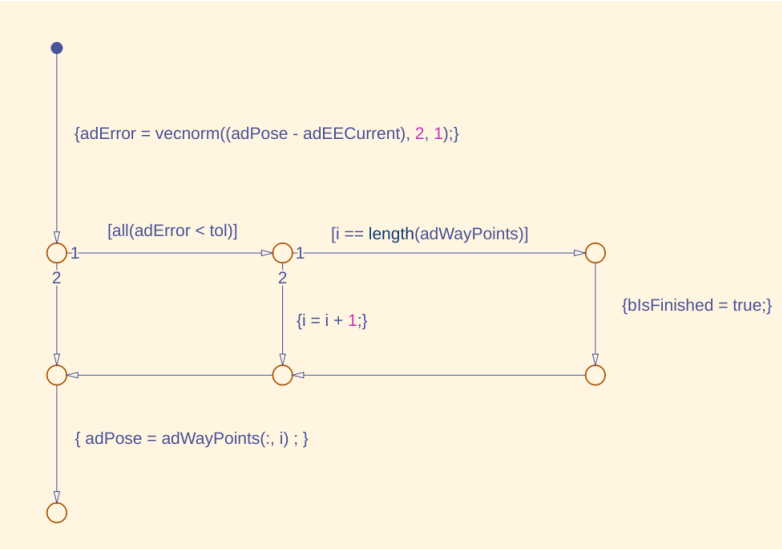 {adError = vecnorm((adPose - adEECurrent), 2, 1);}
[all(adError < tol)]
[i == length(adWayPoints)]
1
1
2
2
{bIsFinished = true;}
{i = i + 1;}
{ adPose = adWayPoints(:, i) ; }